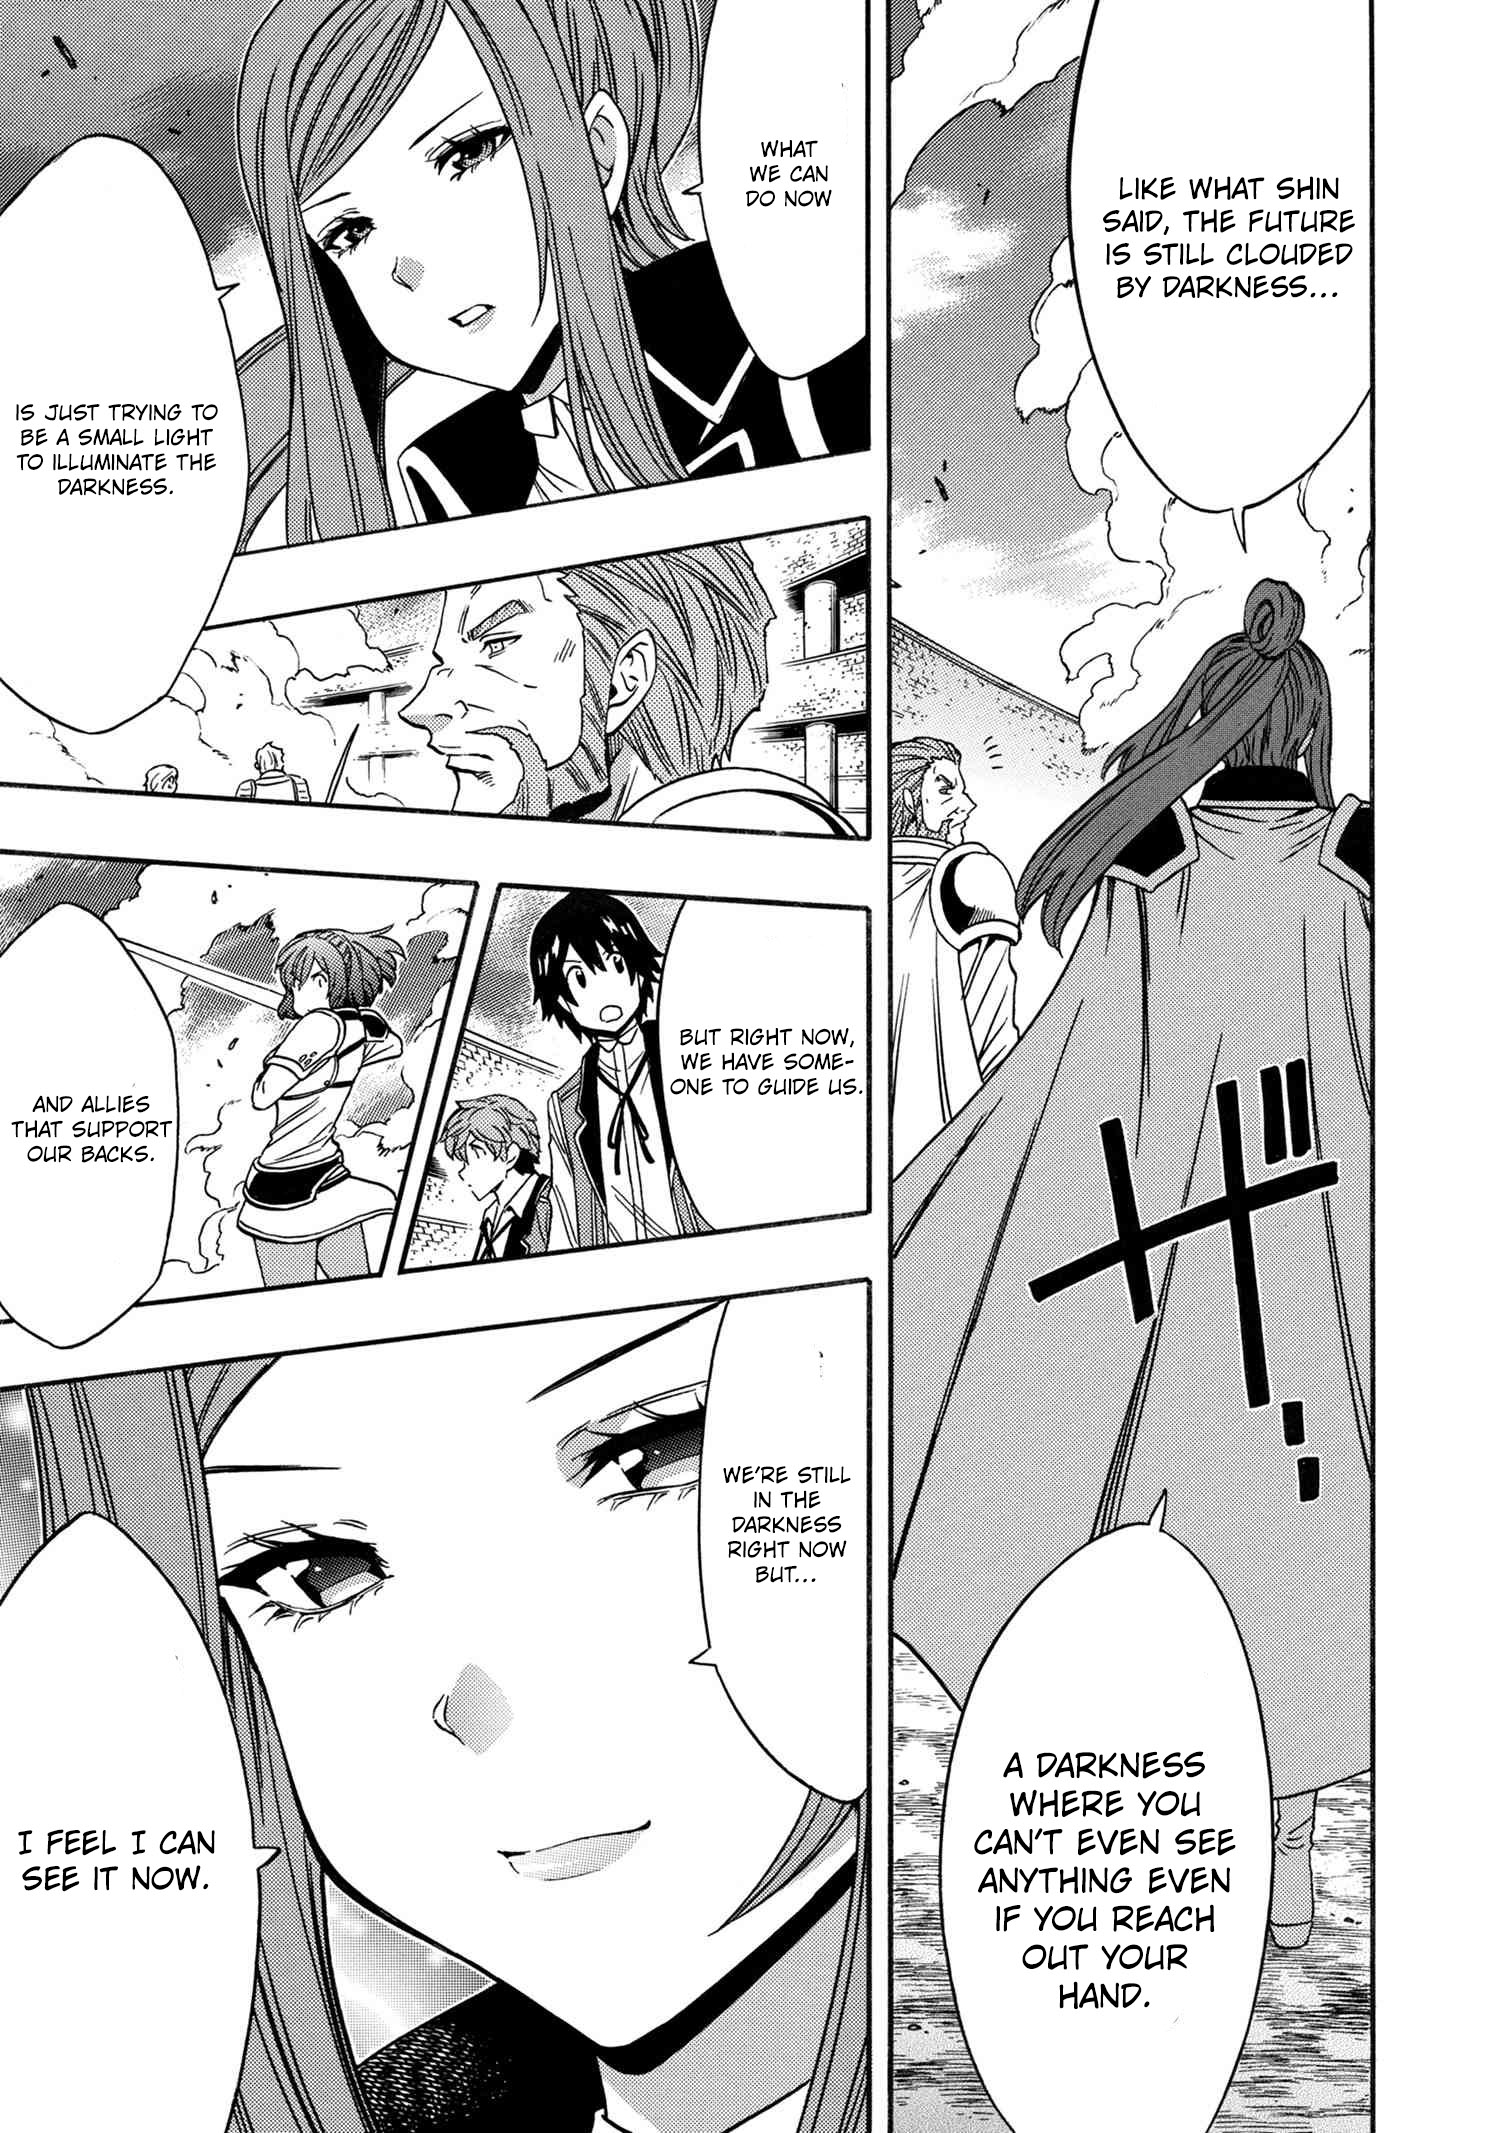 LIKE WHAT SHIN
SAID, THE FUTURE
IS STILL CLOUDED
BY DARKNESS...
ザッ
A DARKNESS
WHERE YOU
CAN'T EVEN SEE
ANYTHING EVEN
IF YOU REACH
OUT YOUR
HAND.
WHAT
WE CAN
DO NOW
IS JUST TRYING TO
BE A SMALL LIGHT
TO ILLUMINATE THE
DARKNESS.
BUT RIGHT NOW,
WE HAVE SOME-
ONE TO GUIDE US.
AND ALLIES
THAT SUPPORT
OUR BACKS.
WE'RE STILL
IN THE
DARKNESS
RIGHT NOW
BUT...
I FEEL I CAN
SEE IT NOW.